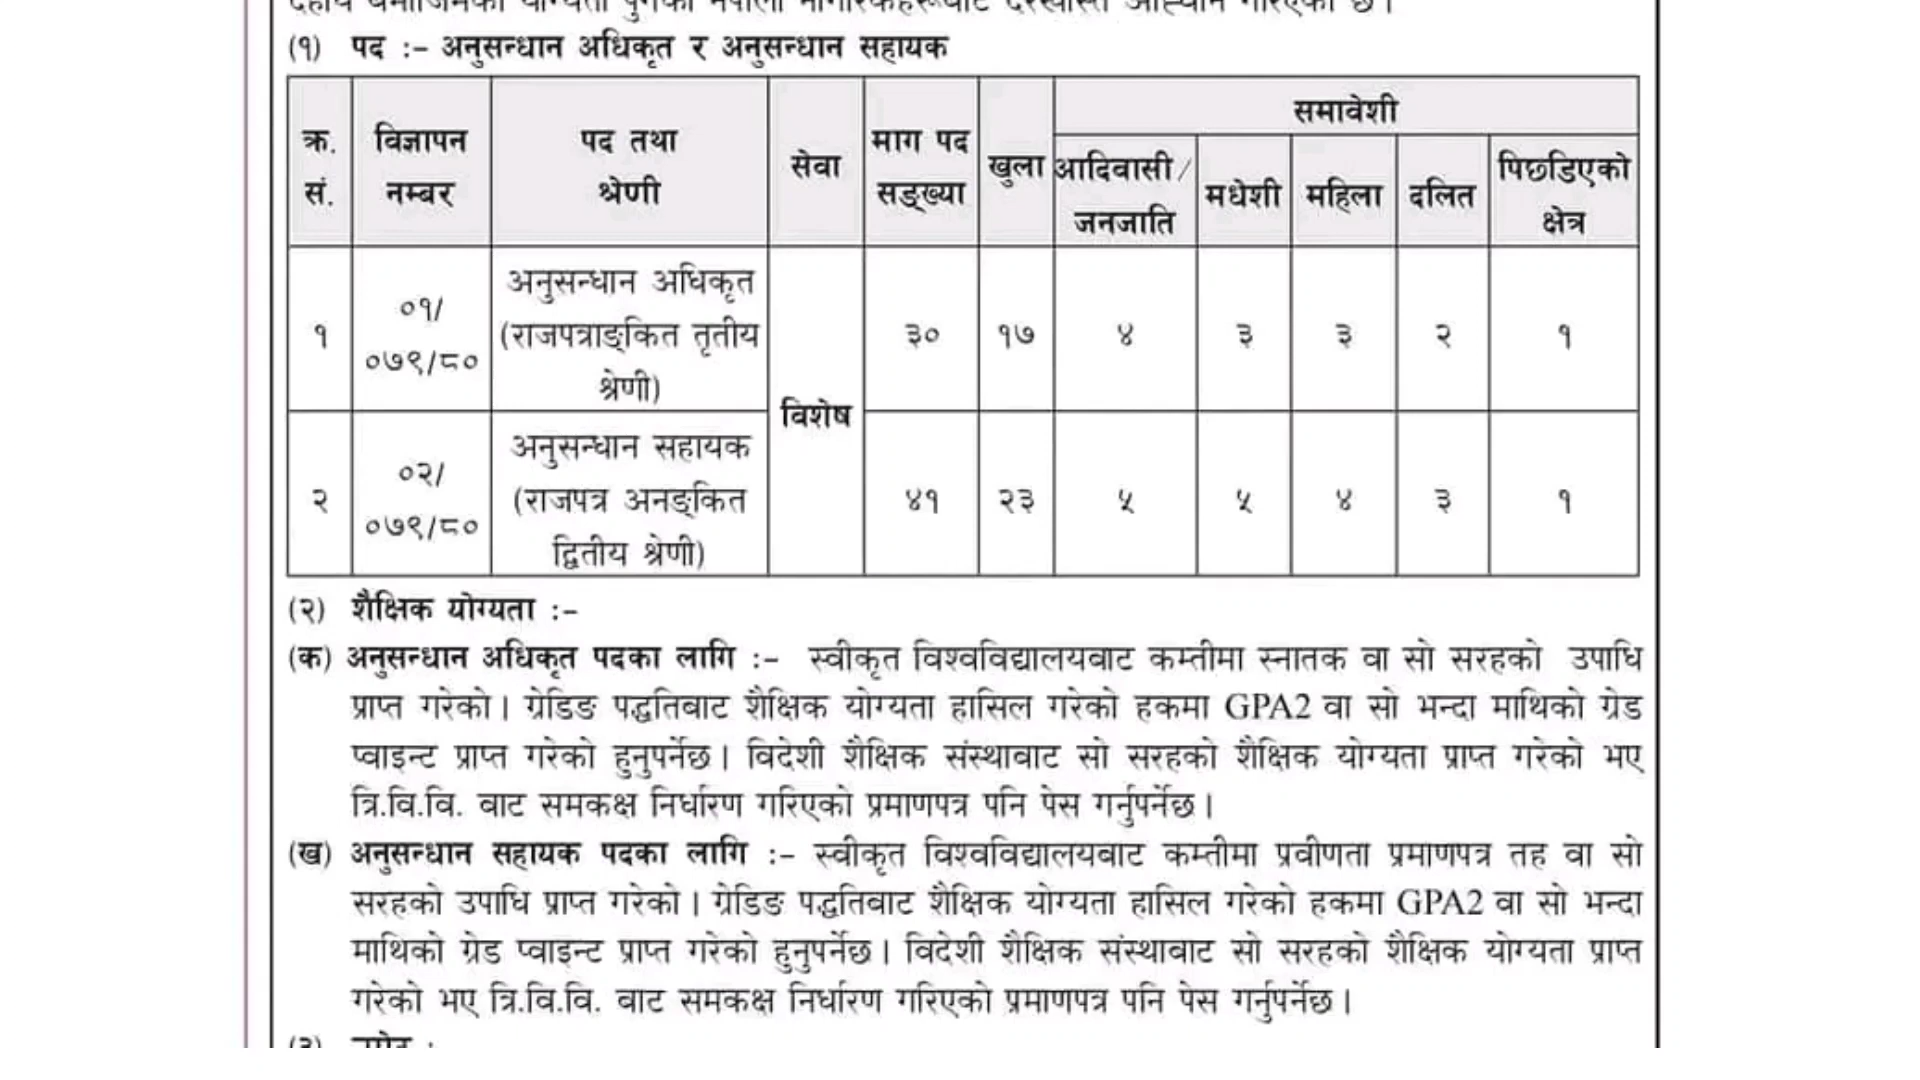 (१) पद :- अनुसन्धान अधिकृत र अनुसन्धान सहायक
क्र. सं. विज्ञापन नम्बर पद तथा श्रेणी सेवा माग पद सङ्ख्या खुला समावेशी
आदिवासी/ जनजाति मधेशी महिला दलित पिछडिएको क्षेत्र
१ ०१/ ०७९/८० अनुसन्धान अधिकृत (राजपत्राङ्कित तृतीय श्रेणी) विशेष ३० १७ ४ ३ ३ २ १
२ ०२/ ०७९/८० अनुसन्धान सहायक (राजपत्र अनङ्कित द्वितीय श्रेणी) ४१ २३ ५ ५ ४ ३ १
(२) शैक्षिक योग्यता :-
(क) अनुसन्धान अधिकृत पदका लागि :- स्वीकृत विश्वविद्यालयबाट कम्तीमा स्नातक वा सो सरहको उपाधि
प्राप्त गरेको। ग्रेडिङ पद्धतिबाट शैक्षिक योग्यता हासिल गरेको हकमा GPA2 वा सो भन्दा माथिको ग्रेड
प्वाइन्ट प्राप्त गरेको हुनुपर्नेछ। विदेशी शैक्षिक संस्थाबाट सो सरहको शैक्षिक योग्यता प्राप्त गरेको भए
त्रि.वि.वि. बाट समकक्ष निर्धारण गरिएको प्रमाणपत्र पनि पेस गर्नुपर्नेछ।
(ख) अनुसन्धान सहायक पदका लागि :- स्वीकृत विश्वविद्यालयबाट कम्तीमा प्रवीणता प्रमाणपत्र तह वा सो
सरहको उपाधि प्राप्त गरेको। ग्रेडिङ पद्धतिबाट शैक्षिक योग्यता हासिल गरेको हकमा GPA2 वा सो भन्दा
माथिको ग्रेड प्वाइन्ट प्राप्त गरेको हुनुपर्नेछ। विदेशी शैक्षिक संस्थाबाट सो सरहको शैक्षिक योग्यता प्राप्त
गरेको भए त्रि.वि.वि. बाट समकक्ष निर्धारण गरिएको प्रमाणपत्र पनि पेस गर्नुपर्नेछ।